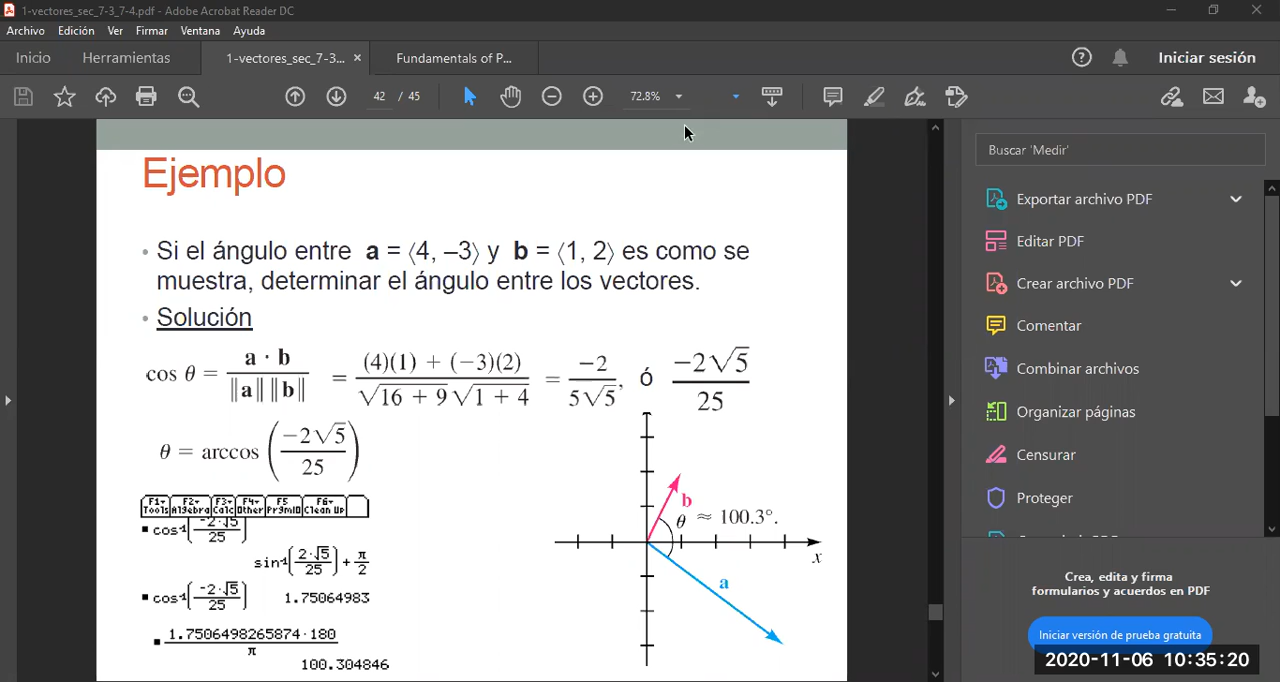 1-vectores_sec_7-3_7-4.pdf - Adobe Acrobat Reader DC
Archivo Edición Ver Firmar Ventana Ayuda
Inicio Herramientas 1-vectores_sec_7-3... × Fundamentals of P... Iniciar sesión
42 / 45 72.8%
Ejemplo
• Si el ángulo entre a = ⟨4, –3⟩ y b = ⟨1, 2⟩ es como se
muestra, determinar el ángulo entre los vectores.
• Solución
cos θ = a · b / ‖a‖ ‖b‖ = (4)(1) + (−3)(2) / √16 + 9 √1 + 4 = −2 / 5√5, ó −2√5 / 25
θ = arccos (−2√5 / 25)
b
θ ≈ 100.3°.
x
a
F1 Tools F2 Algebra F3 Calc F4 Other F5 PrgmIO F6 Clean Up
cos⁻¹(-2·√5 / 25)
sin⁻¹(2·√5 / 25) + π/2
cos⁻¹(-2·√5 / 25) 1.75064983
1.7506498265874·180 / π
100.304846
Buscar 'Medir'
Exportar archivo PDF
Editar PDF
Crear archivo PDF
Comentar
Combinar archivos
Organizar páginas
Censurar
Proteger
Crea, edita y firma
formularios y acuerdos en PDF
Iniciar versión de prueba gratuita
2020-11-06 10:35:20